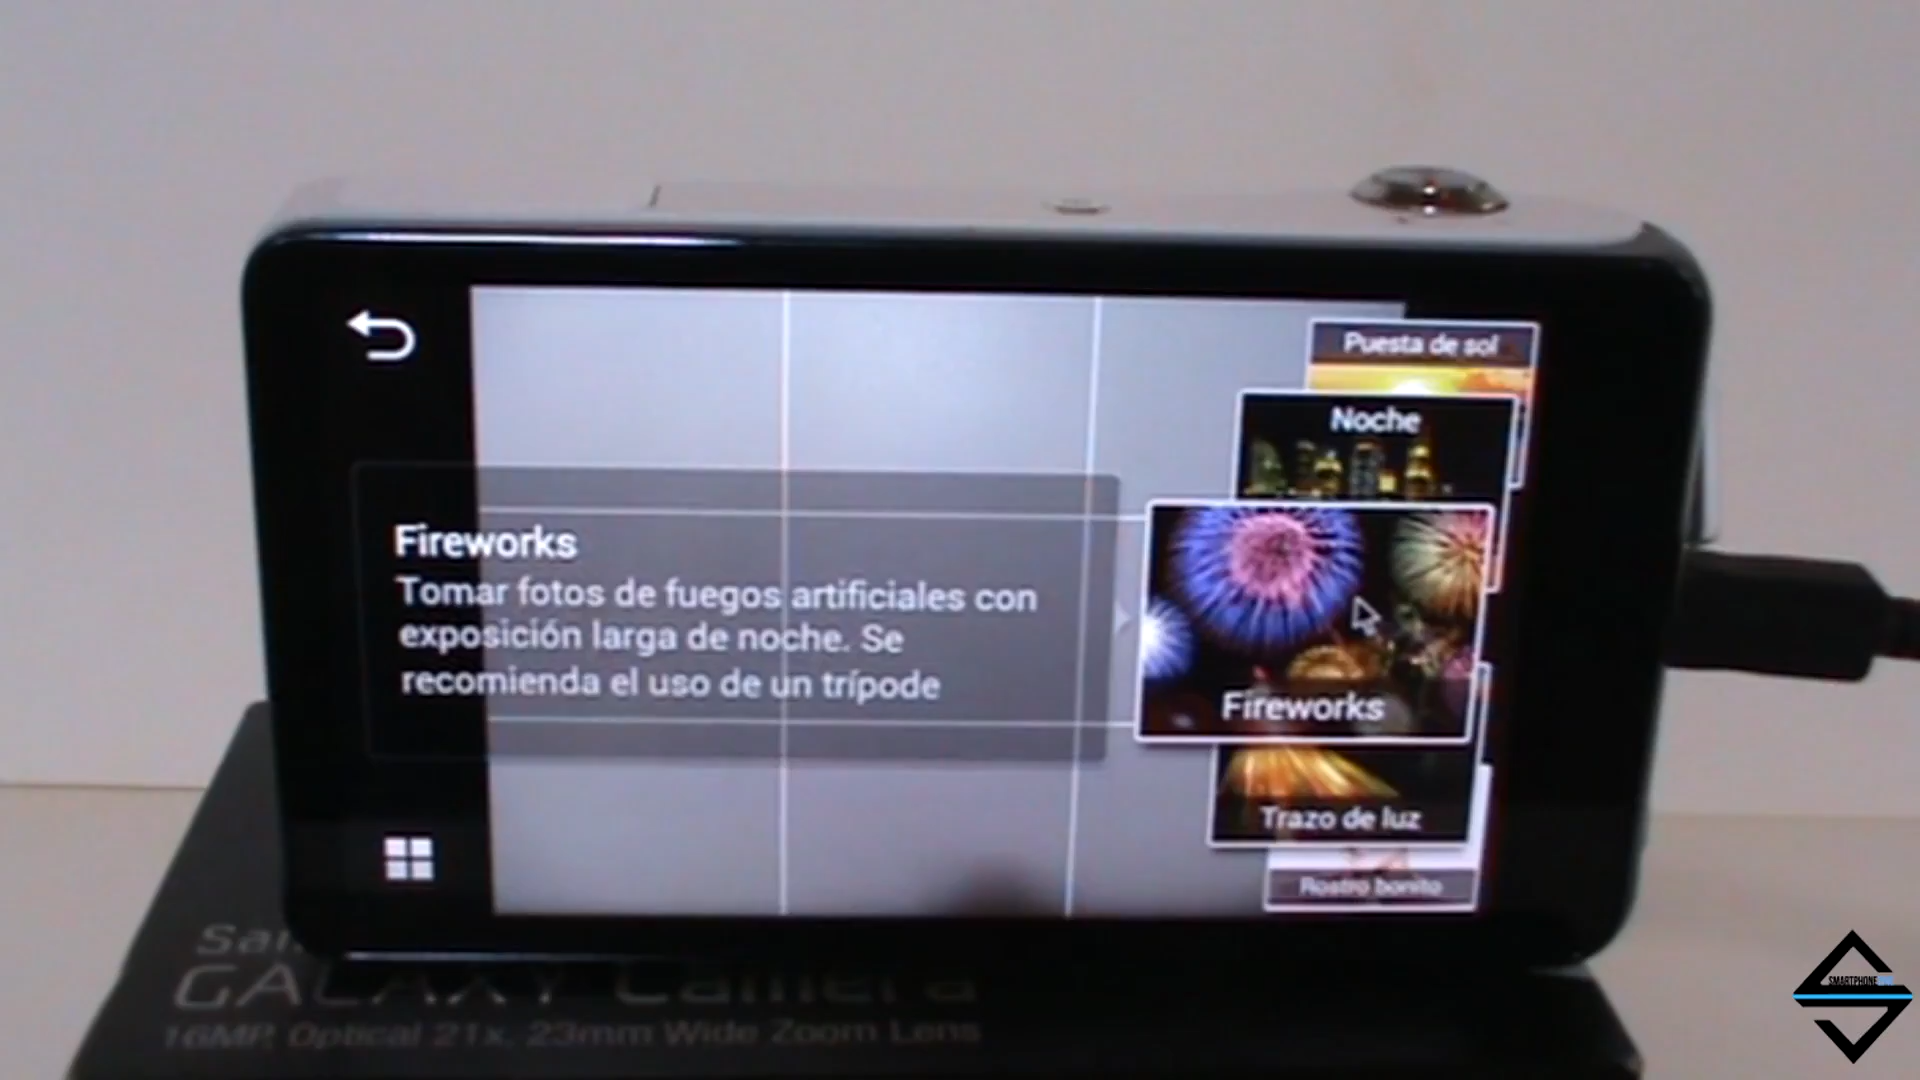 Puesta de sol
Noche
Fireworks
Tomar fotos de fuegos artificiales con
exposición larga de noche. Se
recomienda el uso de un trípode
Fireworks
Trazo de luz
Rostro bonito
GALAXY Camera
16MP, Optical 21x, 23mm Wide Zoom Lens
SMARTPHONE